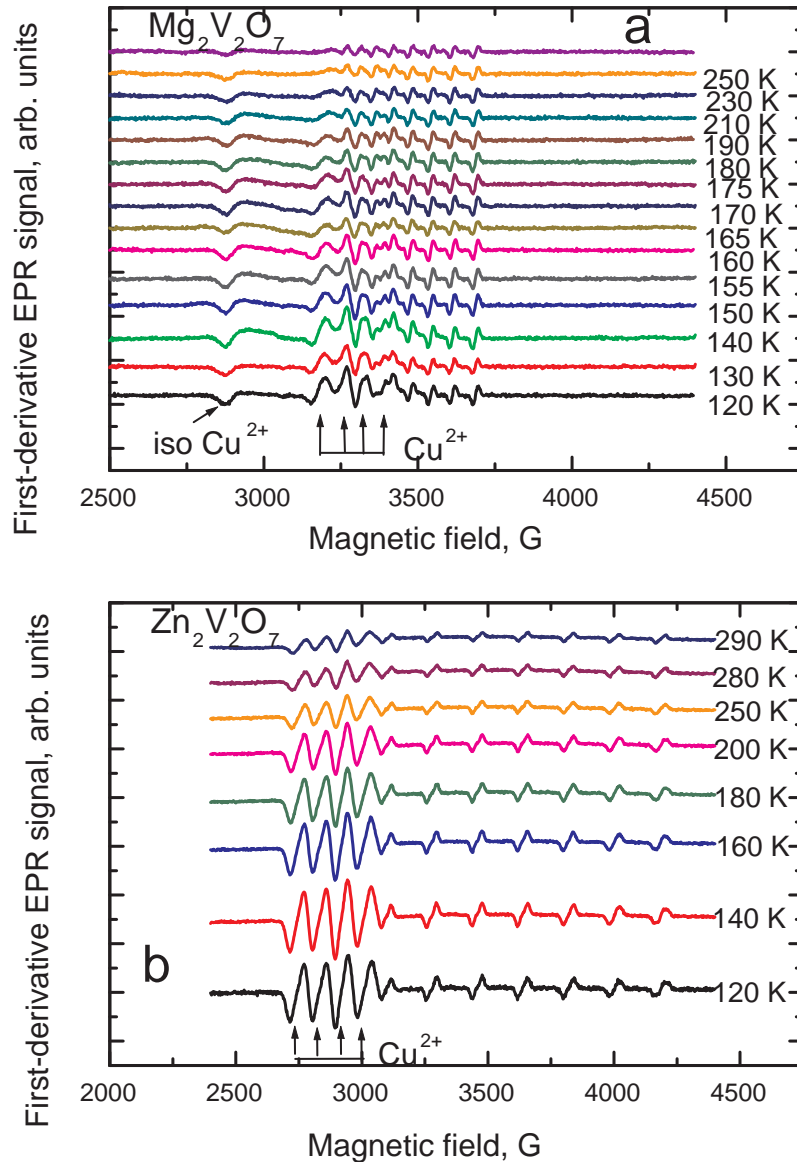 Mg2V2O7
a
First-derivative EPR signal, arb. units
250 K
230 K
210 K
190 K
180 K
175 K
170 K
165 K
160 K
155 K
150 K
140 K
130 K
120 K
iso Cu2+
Cu2+
2500 3000 3500 4000 4500
Magnetic field, G
Zn2V2O7
b
First-derivative EPR signal, arb. units
290 K
280 K
250 K
200 K
180 K
160 K
140 K
120 K
Cu2+
2000 2500 3000 3500 4000 4500
Magnetic field, G